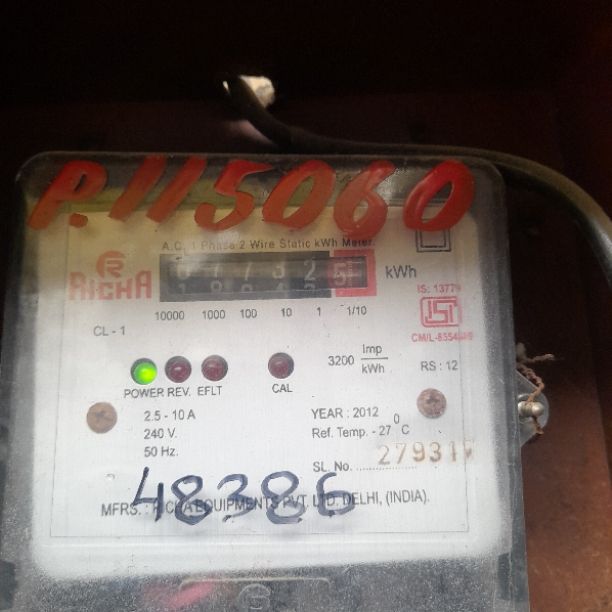 P.115060
A.C. 1 Phase 2 Wire Static kWh Meter.
RICHA
kWh
10000 1000 100 10 1 1/10
IS: 13779
CL - 1
3200 Imp
kWh
RS : 12
POWER REV. EFLT
CAL
2.5 - 10 A
240 V.
50 Hz.
YEAR : 2012
Ref. Temp. - 27 0 C
SL. No.
48386
MFRS. : RICHA EQUIPMENTS PVT. LTD. DELHI, (INDIA).